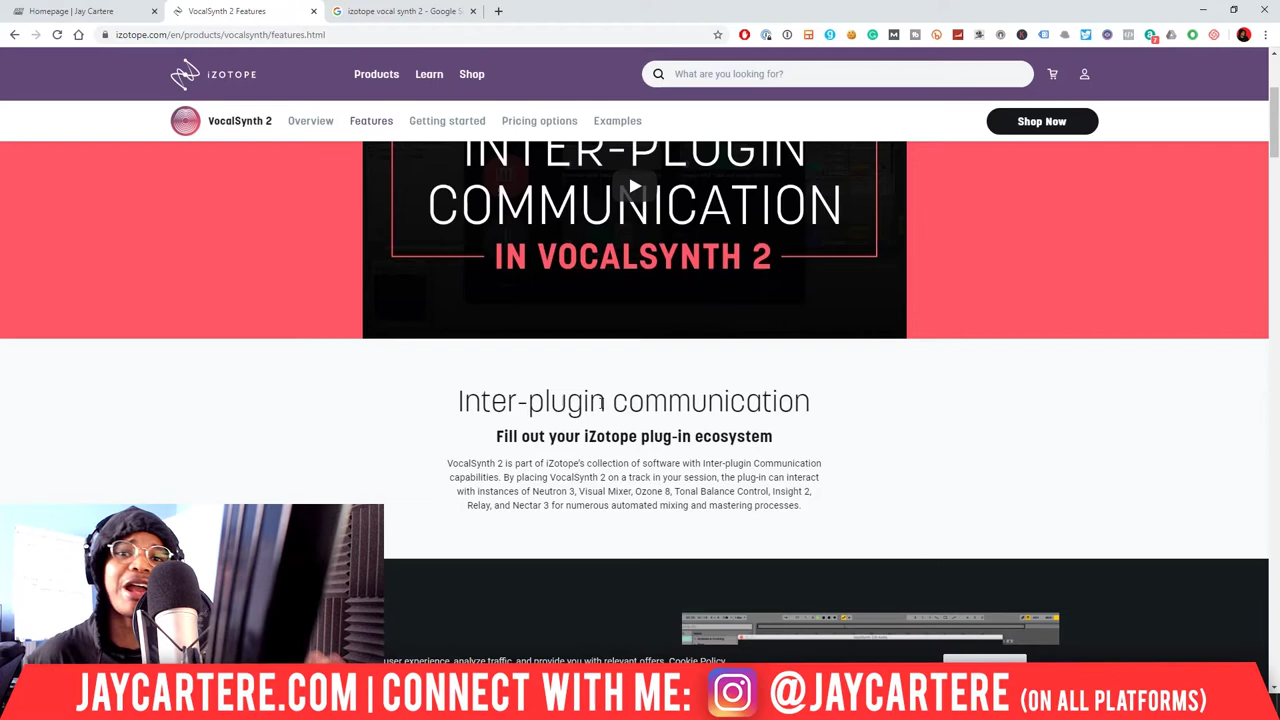 Homepage | Jay Cartere
VocalSynth 2 Features
izotope vocal synth 2 - Google S
izotope.com/en/products/vocalsynth/features.html
iZOTOPE
Products
Learn
Shop
What are you looking for?
VocalSynth 2
Overview
Features
Getting started
Pricing options
Examples
Shop Now
INTER-PLUGIN
COMMUNICATION
IN VOCALSYNTH 2
Inter-plugin communication
Fill out your iZotope plug-in ecosystem
VocalSynth 2 is part of iZotope's collection of software with Inter-plugin Communication
capabilities. By placing VocalSynth 2 on a track in your session, the plug-in can interact
with instances of Neutron 3, Visual Mixer, Ozone 8, Tonal Balance Control, Insight 2,
Relay, and Nectar 3 for numerous automated mixing and mastering processes.
user experience, analyze traffic, and provide you with relevant offers. Cookie Policy
JAYCARTERE.COM | CONNECT WITH ME: @JAYCARTERE (ON ALL PLATFORMS)